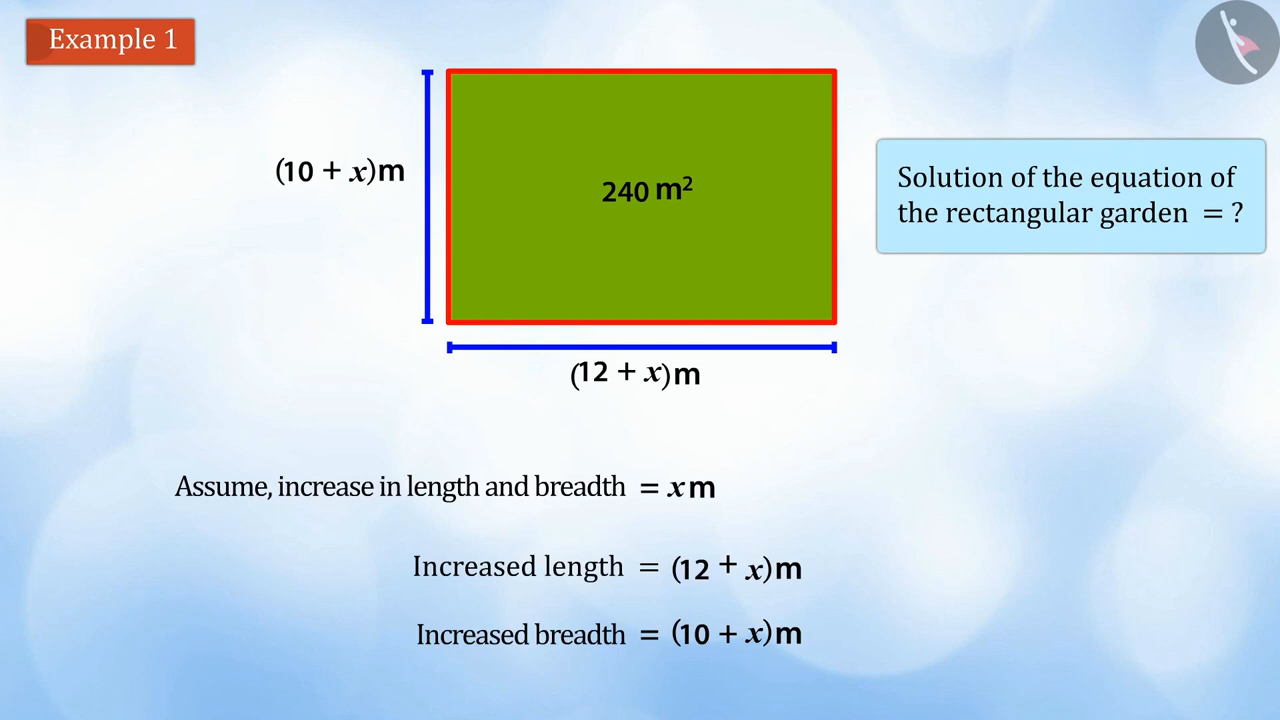 Example 1
(10 + x)m
240 m²
Solution of the equation of
the rectangular garden = ?
(12 + x)m
Assume, increase in length and breadth = x m
Increased length = (12 + x)m
Increased breadth = (10 + x)m